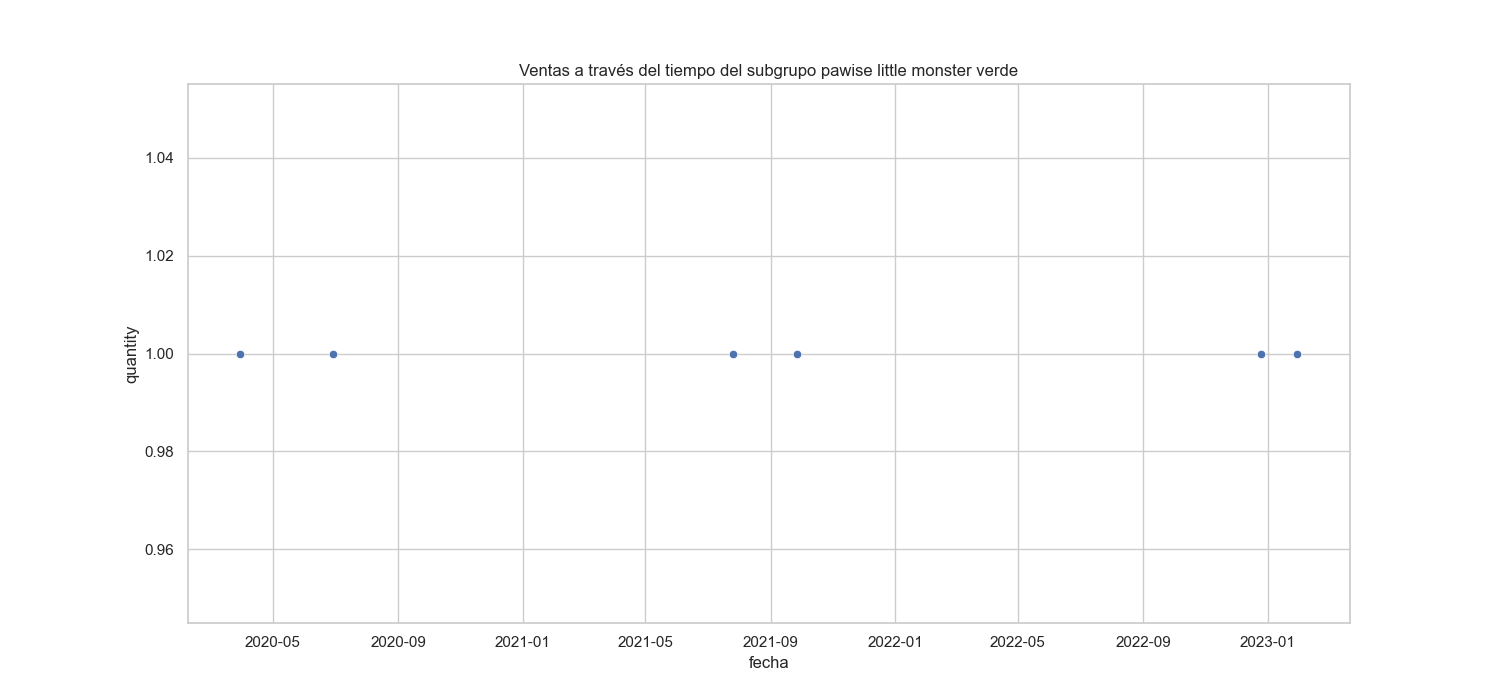 Ventas a través del tiempo del subgrupo pawise little monster verde
1.04
1.02
1.00
0.98
0.96
quantity
2020-05 2020-09 2021-01 2021-05 2021-09 2022-01 2022-05 2022-09 2023-01
fecha